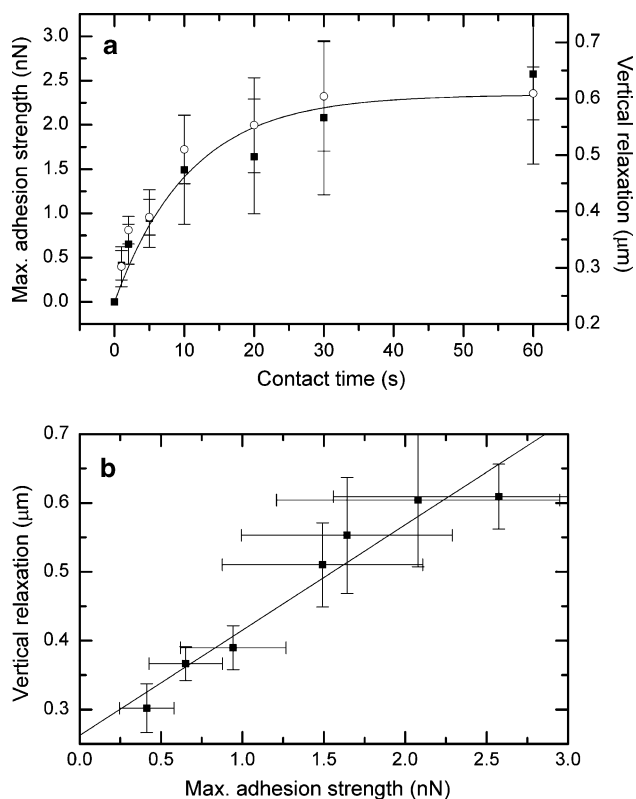 a
Max. adhesion strength (nN)
3.0
2.5
2.0
1.5
1.0
0.5
0.0
Vertical relaxation (μm)
0.7
0.6
0.5
0.4
0.3
0.2
0 10 20 30 40 50 60
Contact time (s)
b
Vertical relaxation (μm)
0.7
0.6
0.5
0.4
0.3
0.0 0.5 1.0 1.5 2.0 2.5 3.0
Max. adhesion strength (nN)